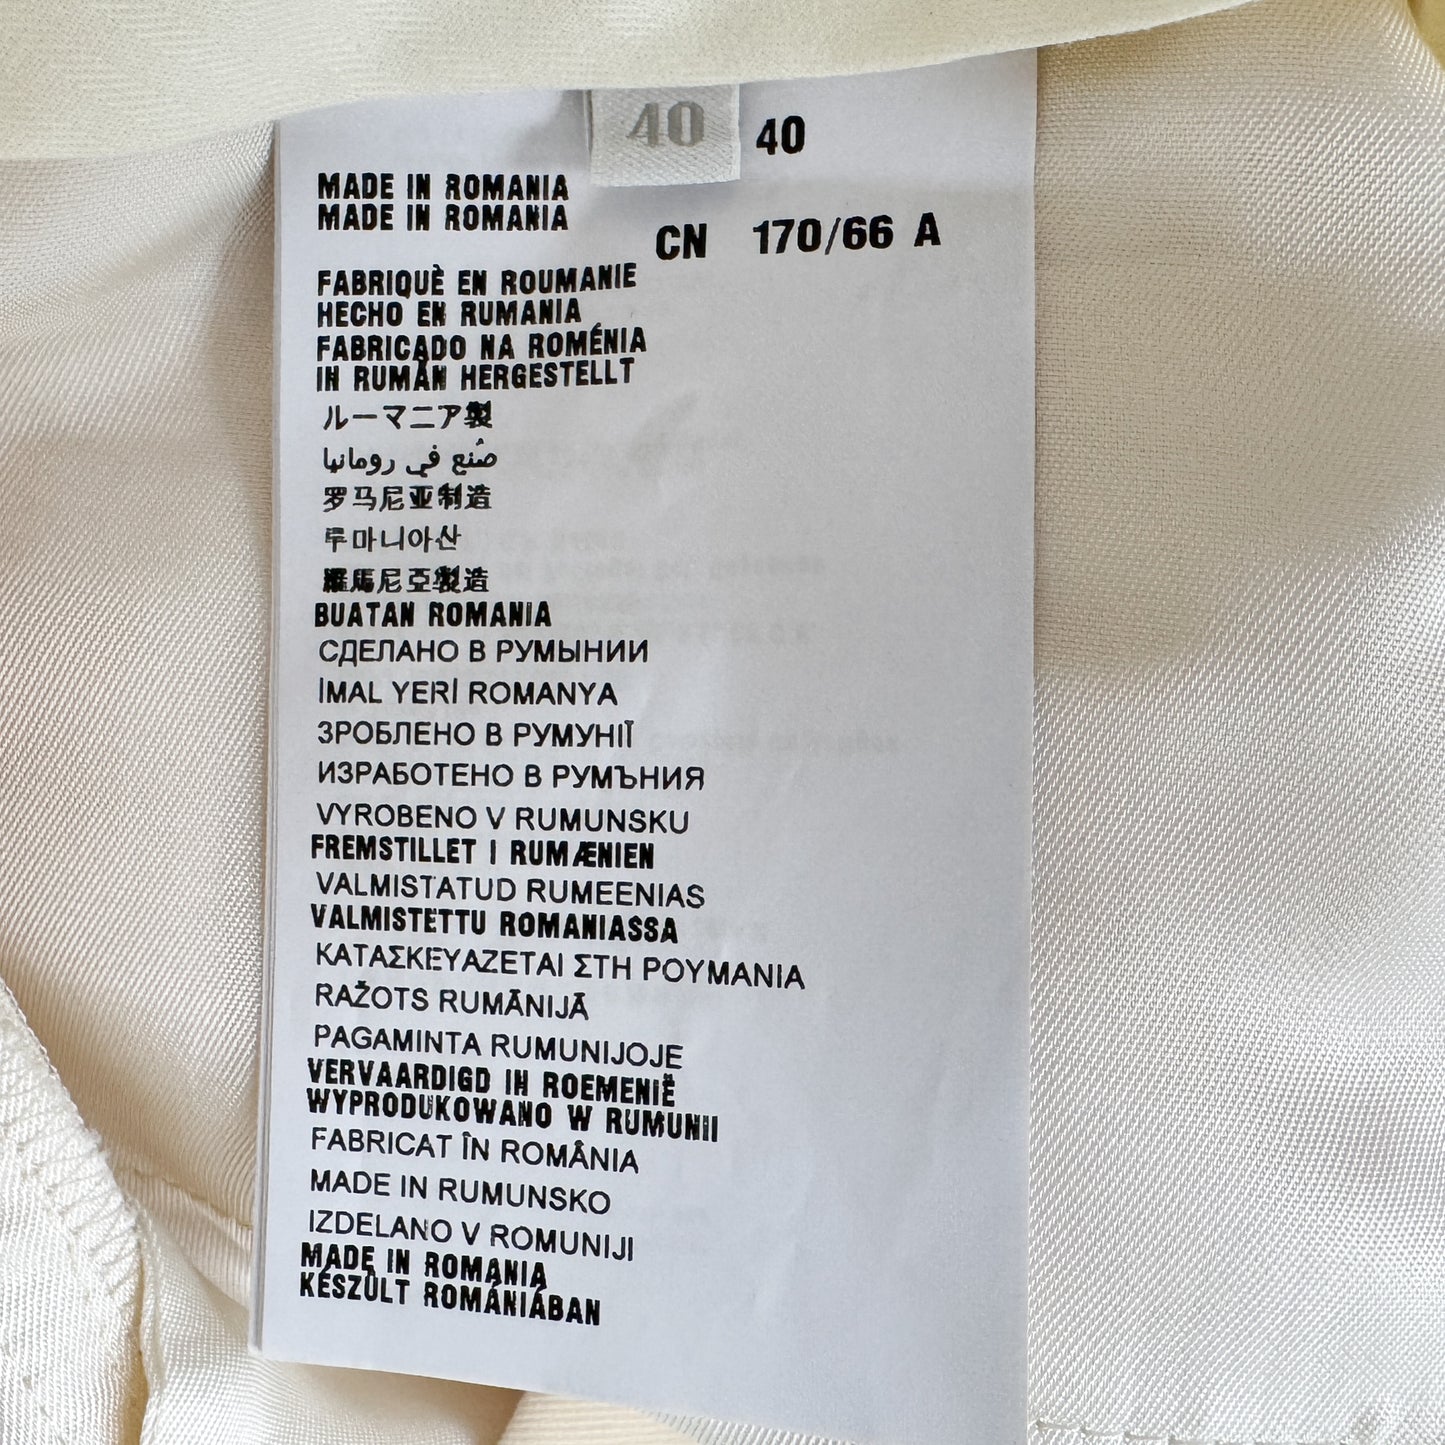 40
40
CN 170/66 A
MADE IN ROMANIA
MADE IN ROMANIA
FABRIQUÈ EN ROUMANIE
HECHO EN RUMANIA
FABRICADO NA ROMÉNIA
IN RUMÄN HERGESTELLT
ルーマニア製
صُنع في رومانيا
罗马尼亚制造
루마니아산
羅馬尼亞製造
BUATAN ROMANIA
СДЕЛАНО В РУМЫНИИ
İMAL YERİ ROMANYA
ЗРОБЛЕНО В РУМУНІЇ
ИЗРАБОТЕНО В РУМЪНИЯ
VYROBENO V RUMUNSKU
FREMSTILLET I RUMÆNIEN
VALMISTATUD RUMEENIAS
VALMISTETTU ROMANIASSA
ΚΑΤΑΣΚΕΥΑΖΕΤΑΙ ΣΤΗ ΡΟΥΜΑΝΙΑ
RAŽOTS RUMĀNIJĀ
PAGAMINTA RUMUNIJOJE
VERVAARDIGD IN ROEMENIË
WYPRODUKOWANO W RUMUNII
FABRICAT ÎN ROMÂNIA
MADE IN RUMUNSKO
IZDELANO V ROMUNIJI
MADE IN ROMANIA
KÉSZÜLT ROMÁNIÁBAN